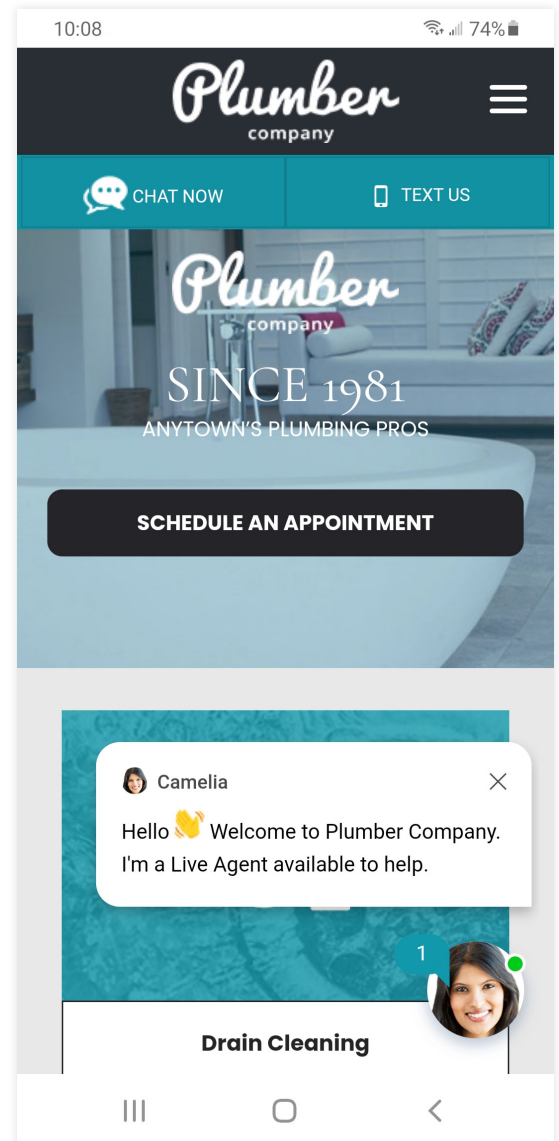 10:08
74%
Plumber
company
CHAT NOW
TEXT US
Plumber
company
SINCE 1981
ANYTOWN'S PLUMBING PROS
SCHEDULE AN APPOINTMENT
Camelia
Hello 👋 Welcome to Plumber Company.
I'm a Live Agent available to help.
1
Drain Cleaning